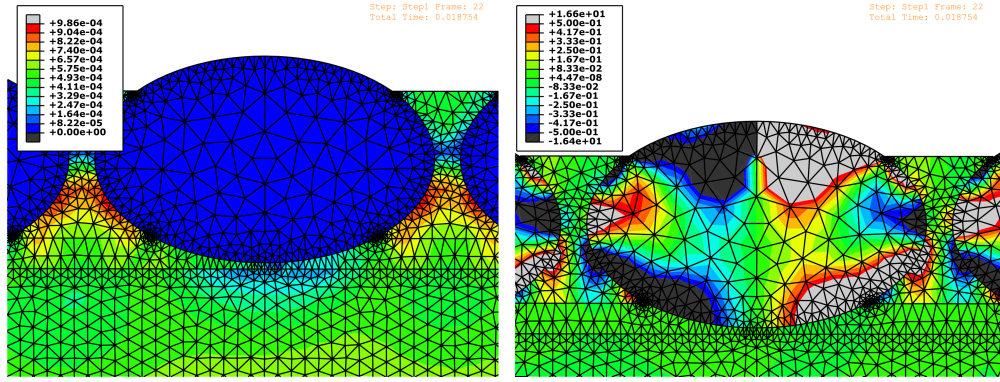 Step: Step1 Frame: 22
Total Time: 0.018754
+9.86e-04
+9.04e-04
+8.22e-04
+7.40e-04
+6.57e-04
+5.75e-04
+4.93e-04
+4.11e-04
+3.29e-04
+2.47e-04
+1.64e-04
+8.22e-05
+0.00e+00
Step: Step1 Frame: 22
Total Time: 0.018754
+1.66e+01
+5.00e-01
+4.17e-01
+3.33e-01
+2.50e-01
+1.67e-01
+8.33e-02
+4.47e-08
-8.33e-02
-1.67e-01
-2.50e-01
-3.33e-01
-4.17e-01
-5.00e-01
-1.64e+01